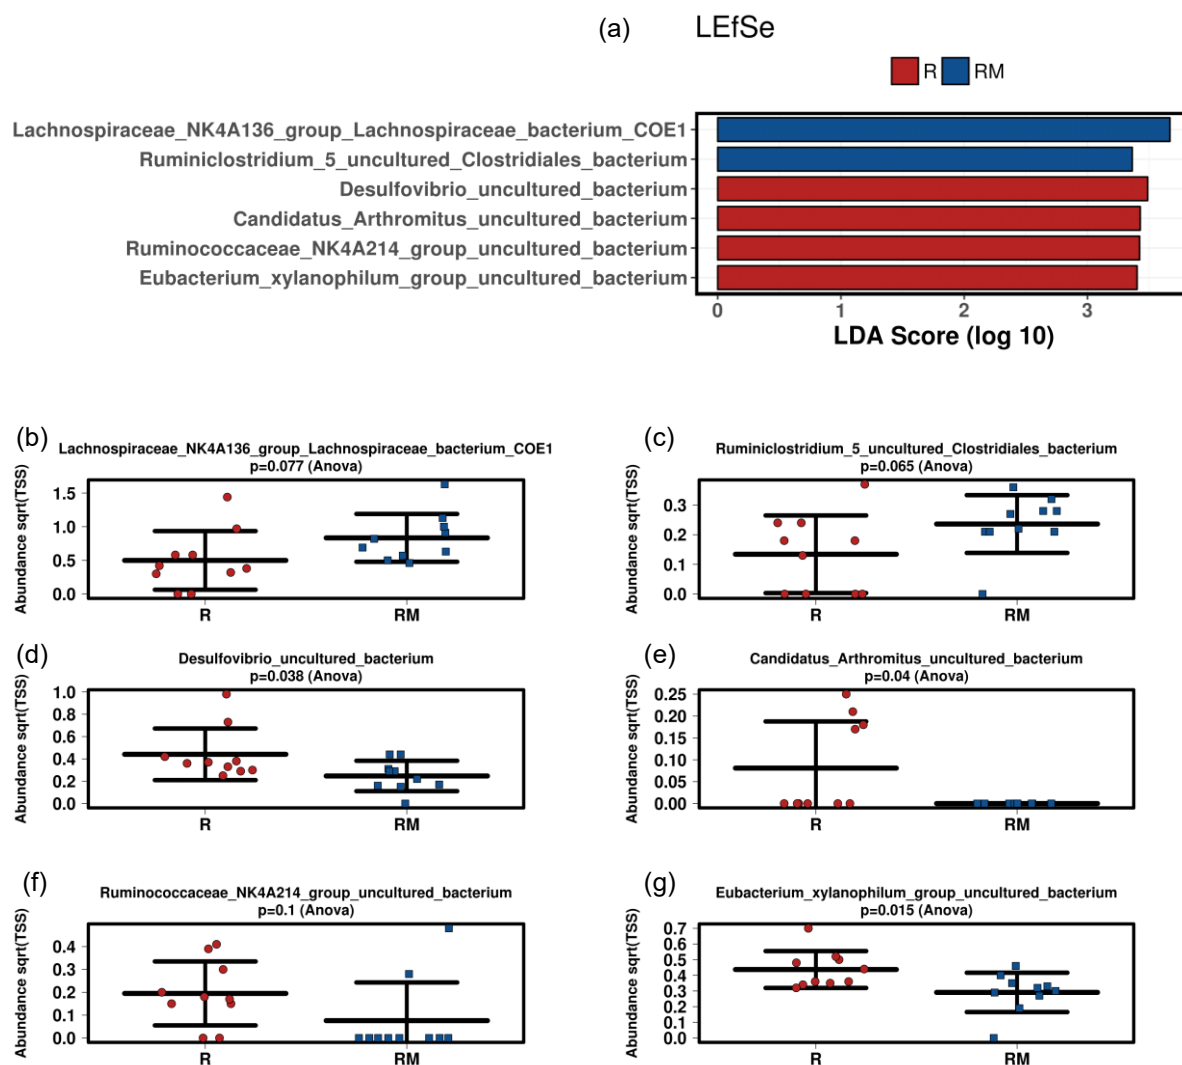 (a) LEfSe
R RM
Lachnospiraceae_NK4A136_group_Lachnospiraceae_bacterium_COE1
Ruminiclostridium_5_uncultured_Clostridiales_bacterium
Desulfovibrio_uncultured_bacterium
Candidatus_Arthromitus_uncultured_bacterium
Ruminococcaceae_NK4A214_group_uncultured_bacterium
Eubacterium_xylanophilum_group_uncultured_bacterium
0 1 2 3
LDA Score (log 10)
(b)
Lachnospiraceae_NK4A136_group_Lachnospiraceae_bacterium_COE1
p=0.077 (Anova)
Abundance sqrt(TSS)
1.5
1.0
0.5
0.0
R RM
(c)
Ruminiclostridium_5_uncultured_Clostridiales_bacterium
p=0.065 (Anova)
Abundance sqrt(TSS)
0.3
0.2
0.1
0.0
R RM
(d)
Desulfovibrio_uncultured_bacterium
p=0.038 (Anova)
Abundance sqrt(TSS)
1.0
0.8
0.6
0.4
0.2
0.0
R RM
(e)
Candidatus_Arthromitus_uncultured_bacterium
p=0.04 (Anova)
Abundance sqrt(TSS)
0.25
0.20
0.15
0.10
0.05
0.00
R RM
(f)
Ruminococcaceae_NK4A214_group_uncultured_bacterium
p=0.1 (Anova)
Abundance sqrt(TSS)
0.4
0.3
0.2
0.1
0.0
R RM
(g)
Eubacterium_xylanophilum_group_uncultured_bacterium
p=0.015 (Anova)
Abundance sqrt(TSS)
0.7
0.6
0.5
0.4
0.3
0.2
0.1
0.0
R RM